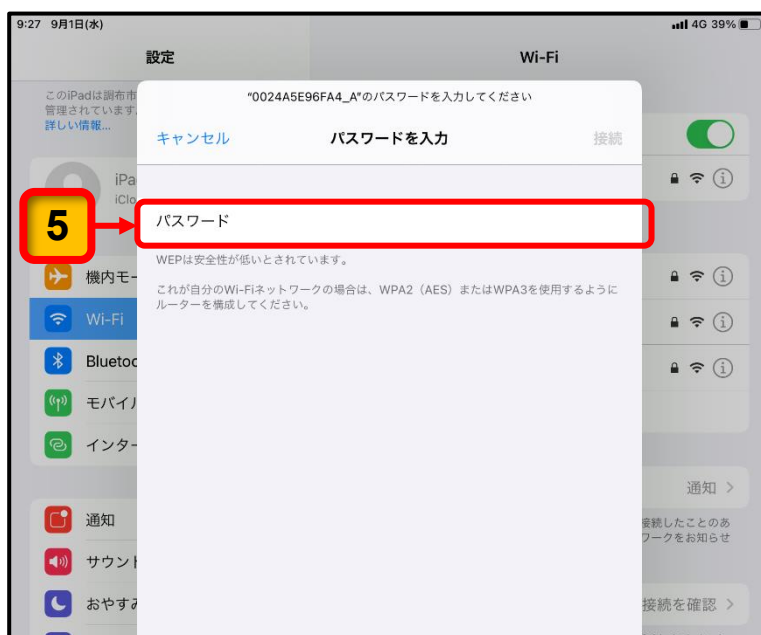 9:27 9月1日(水)
4G 39%
設定
Wi-Fi
このiPadは調布市
管理されています
詳しい情報...
iPa
iClo
機内モー
Wi-Fi
Bluetoo
モバイル
インター
通知
サウンド
おやすみ
"0024A5E96FA4_A"のパスワードを入力してください
キャンセル
パスワードを入力
接続
5
パスワード
WEPは安全性が低いとされています。
これが自分のWi-Fiネットワークの場合は、WPA2（AES）またはWPA3を使用するように
ルーターを構成してください。
通知 >
接続したことのあ
ワークをお知らせ
接続を確認 >